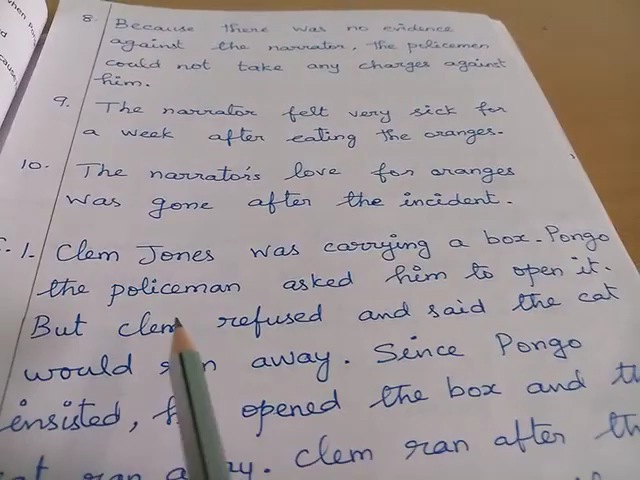 8. Because there was no evidence
against the narrator, the policemen
could not take any charges against
him.
9. The narrator felt very sick for
a week after eating the oranges.
10. The narrator's love for oranges
was gone after the incident.
1. Clem Jones was carrying a box. Pongo
the policeman asked him to open it.
But clem refused and said the cat
would away. Since Pongo
insisted, opened the box and
ran. Clem ran after